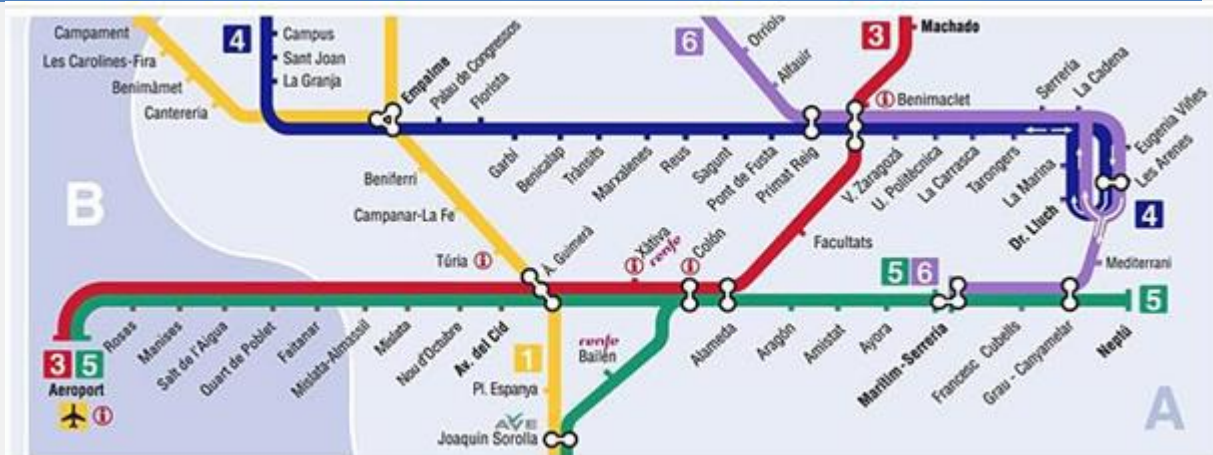 Campament
Les Carolines-Fira
Benimàmet
Cantereria
4
Campus
Sant Joan
La Granja
Empalme
Palau de Congressos
Florista
6
Orriols
Alfauir
3
Machado
Benimaclet
Serrería
La Cadena
Eugenia Viñes
Les Arenes
Garbí
Benicalap
Trànsits
Marxalenes
Reus
Sagunt
Pont de Fusta
Primat Reig
V. Zaragozá
U. Politècnica
La Carrasca
Tarongers
La Marina
Dr. Lluch
4
B
Beniferri
Campanar-La Fe
Túria
À. Guimerà
Xàtiva
renfe
Colón
Facultats
5 6
Mediterrani
5
3 5
Aeroport
Rosas
Manises
Salt de l'Aigua
Quart de Poblet
Faitanar
Mislata-Almassil
Mislata
Nou d'Octubre
Av. del Cid
1
Pl. Espanya
AVE
Joaquín Sorolla
renfe
Bailén
Alameda
Aragón
Amistat
Ayora
Marítim-Serrería
Francesc Cubells
Grau - Canyamelar
Neptú
A